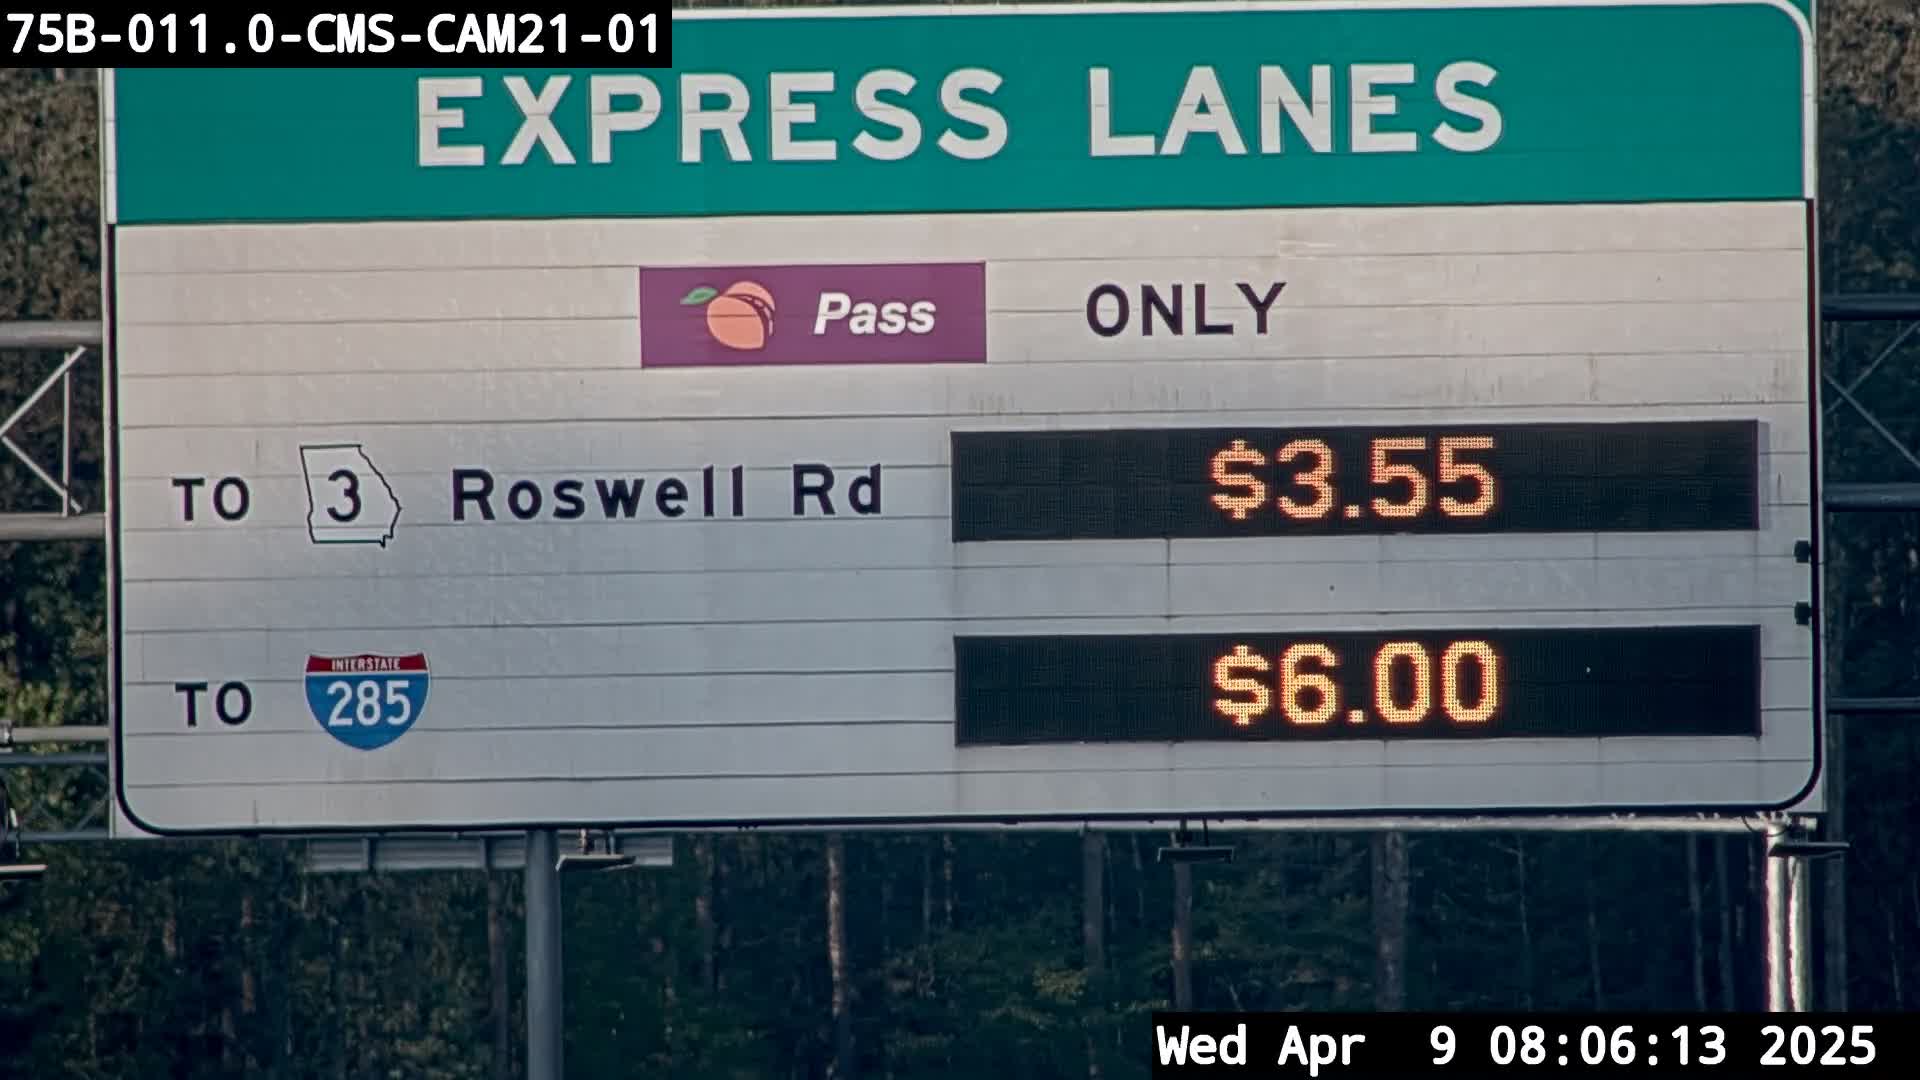 75B-011.0-CMS-CAM21-01
EXPRESS LANES
Pass ONLY
TO 3 Roswell Rd $3.55
TO INTERSTATE 285 $6.00
Wed Apr 9 08:06:13 2025